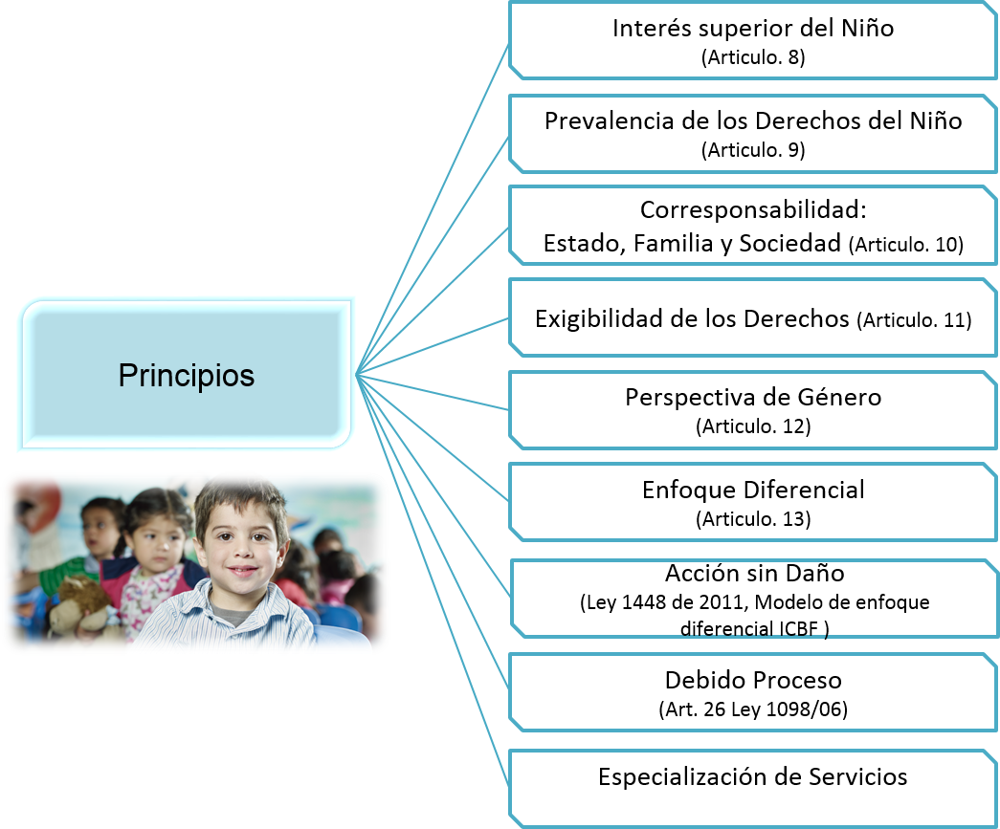 Principios
Interés superior del Niño
(Articulo. 8)
Prevalencia de los Derechos del Niño
(Articulo. 9)
Corresponsabilidad:
Estado, Familia y Sociedad (Articulo. 10)
Exigibilidad de los Derechos (Articulo. 11)
Perspectiva de Género
(Articulo. 12)
Enfoque Diferencial
(Articulo. 13)
Acción sin Daño
(Ley 1448 de 2011, Modelo de enfoque
diferencial ICBF )
Debido Proceso
(Art. 26 Ley 1098/06)
Especialización de Servicios